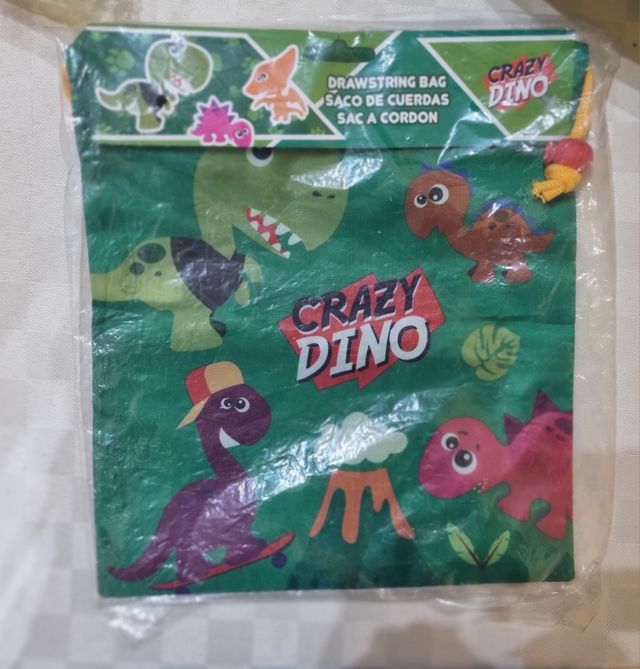 DRAWSTRING BAG
SACO DE CUERDAS
SAC A CORDON
CRAZY
DINO
CRAZY
DINO